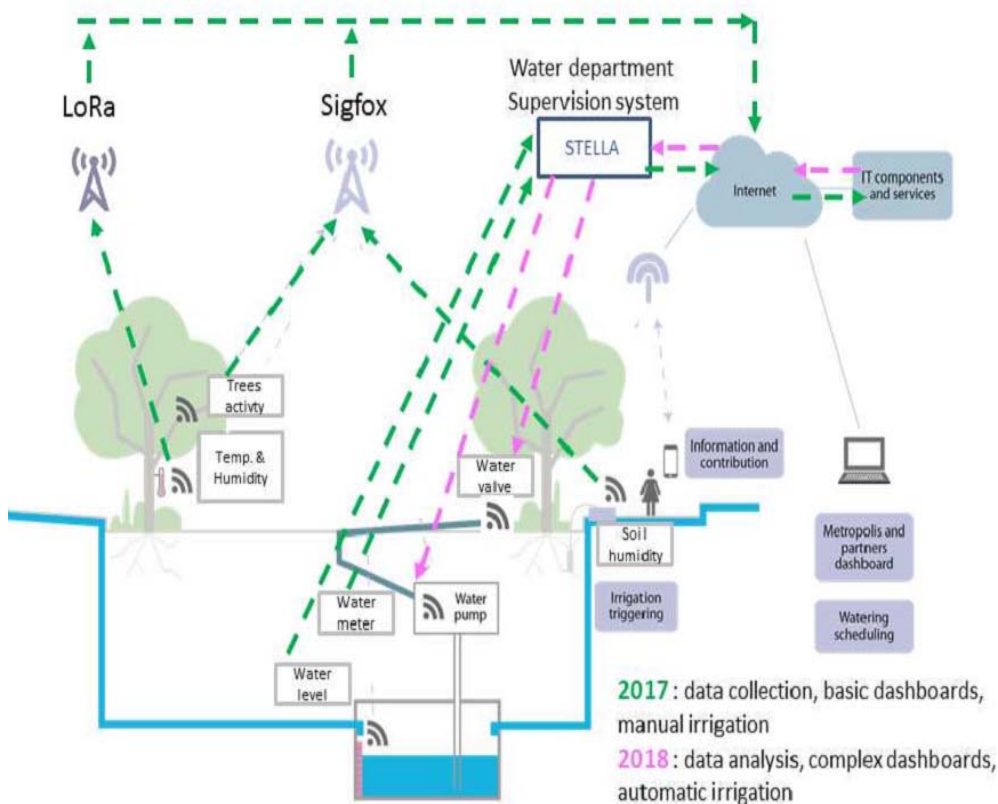 Water department
Supervision system
LoRa
Sigfox
STELLA
Internet
IT components
and services
Trees
activty
Temp. &
Humidity
Water
valve
Information and
contribution
Soil
humidity
Metropolis and
partners
dashboard
Water
meter
Water
pump
Irrigation
triggering
Watering
scheduling
Water
level
2017 : data collection, basic dashboards,
manual irrigation
2018 : data analysis, complex dashboards,
automatic irrigation